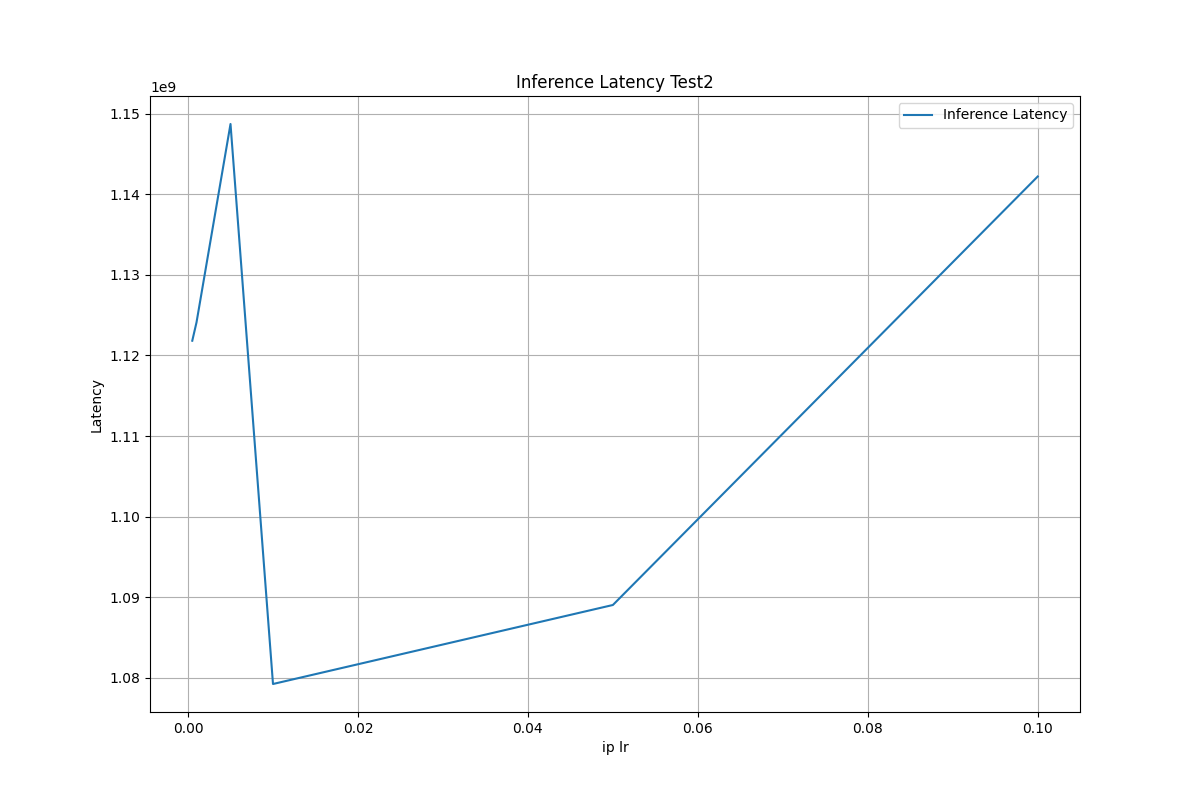 Inference Latency Test2
1e9
Inference Latency
1.15
1.14
1.13
1.12
1.11
1.10
1.09
1.08
Latency
0.00 0.02 0.04 0.06 0.08 0.10
ip lr